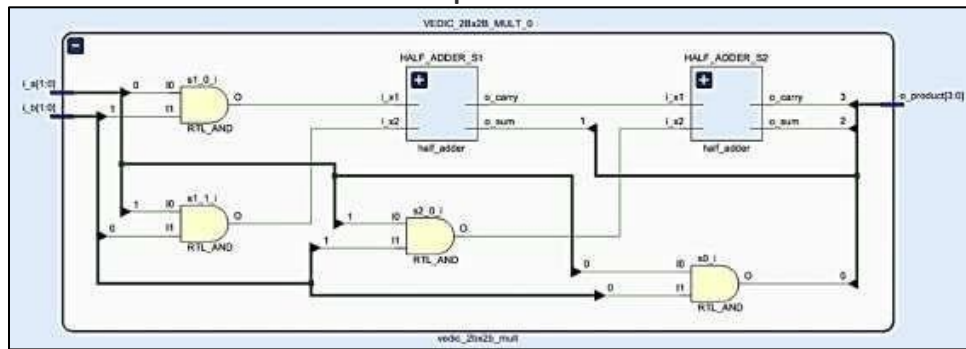 VEDIC_2Bx2B_MULT_0
HALF_ADDER_S1
HALF_ADDER_S2
i_a[1:0]
0
I0
s1_0_i
O
i_x1
o_carry
i_x1
o_carry
3
o_product[3:0]
i_b[1:0]
1
I1
RTL_AND
i_x2
o_sum
1
i_x2
o_sum
2
half_adder
half_adder
1
I0
s1_1_i
O
0
I1
RTL_AND
1
I0
s2_0_i
O
1
I1
RTL_AND
0
I0
s0_i
O
0
0
I1
RTL_AND
vedic_2bx2b_mult